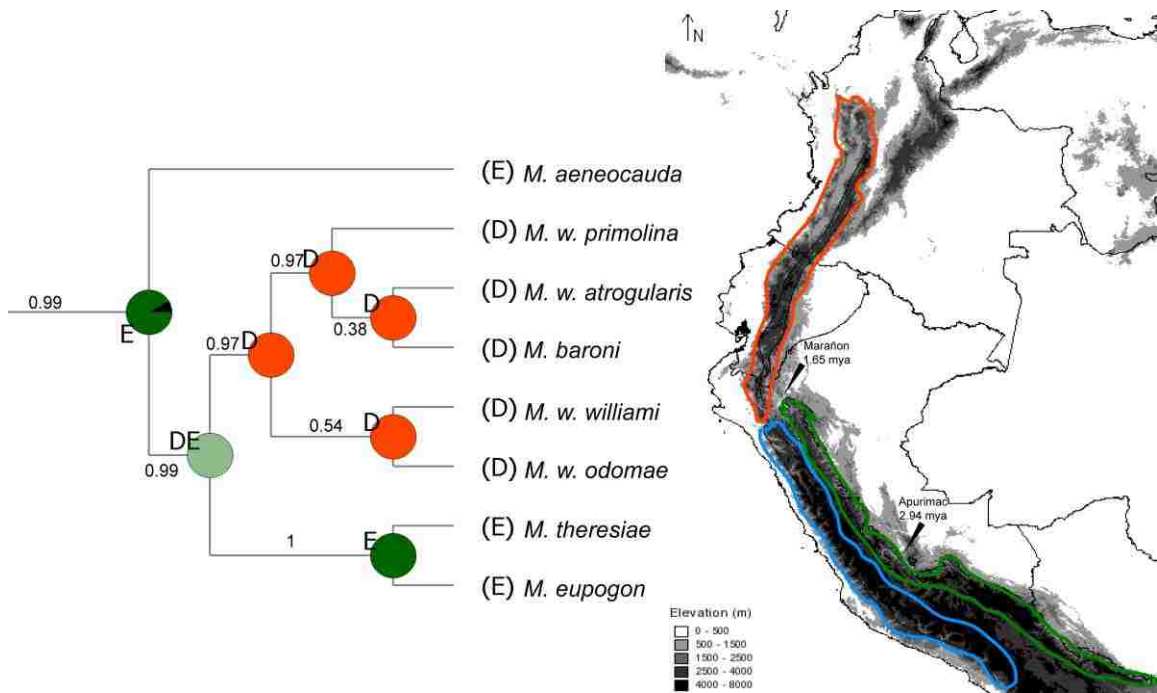 (E) M. aeneocauda
(D) M. w. primolina
0.97
D
(D) M. w. atrogularis
D
0.99
0.38
E
0.97
D
(D) M. baroni
(D) M. w. williami
0.54
D
DE
0.99
(D) M. w. odomae
(E) M. theresiae
1
E
(E) M. eupogon
N
Marañon
1.65 mya
Apurimac
2.94 mya
Elevation (m)
0 - 500
500 - 1500
1500 - 2500
2500 - 4000
4000 - 8000